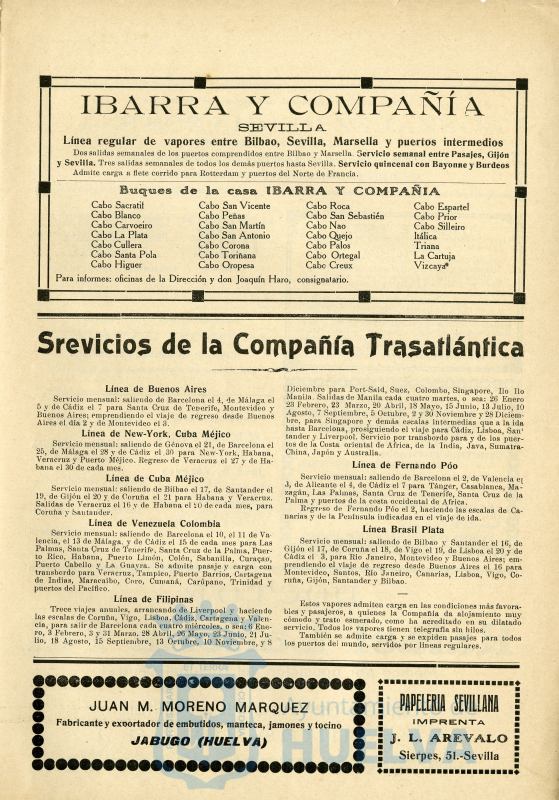 IBARRA Y COMPAÑÍA
SEVILLA
Línea regular de vapores entre Bilbao, Sevilla, Marsella y puertos intermedios
Dos salidas semanales de los puertos comprendidos entre Bilbao y Marsella. Servicio semanal entre Pasajes, Gijón
y Sevilla. Tres salidas semanales de todos los demás puertos hasta Sevilla. Servicio quincenal con Bayonne y Burdeos
Admite carga a flete corrido para Rotterdam y puertos del Norte de Francia.
Buques de la casa IBARRA Y COMPAÑIA
Cabo Sacratif
Cabo Blanco
Cabo Carvoeiro
Cabo La Plata
Cabo Cullera
Cabo Santa Pola
Cabo Higuer
Cabo San Vicente
Cabo Peñas
Cabo San Martín
Cabo San Antonio
Cabo Corona
Cabo Toriñana
Cabo Oropesa
Cabo Roca
Cabo San Sebastién
Cabo Nao
Cabo Quejo
Cabo Palos
Cabo Ortegal
Cabo Creux
Cabo Espartel
Cabo Prior
Cabo Silleiro
Itálica
Triana
La Cartuja
Vizcaya
Para informes: oficinas de la Dirección y don Joaquín Haro, consignatario.
Srevicios de la Compañía Trasatlántica
Línea de Buenos Aires
Servicio mensual: saliendo de Barcelona el 4, de Málaga el
5 y de Cádiz el 7 para Santa Cruz de Tenerife, Montevideo y
Buenos Aires; emprendiendo el viaje de regreso desde Buenos
Aires el día 2 y de Montevideo el 3.
Línea de New-York, Cuba Méjico
Servicio mensual: saliendo de Génova el 21, de Barcelona el
25, de Málaga el 28 y de Cádiz el 30 para New-York, Habana,
Veracruz y Puerto Méjico. Regreso de Veracruz el 27 y de Ha-
bana el 30 de cada mes.
Línea de Cuba Méjico
Servicio mensual: saliendo de Bilbao el 17, de Santander el
19, de Gijón el 20 y de Coruña el 21 para Habana y Veracruz.
Salidas de Veracruz el 16 y de Habana el 20 de cada mes, para
Coruña y Santander.
Línea de Venezuela Colombia
Servicio mensual: saliendo de Barcelona el 10, el 11 de Va-
lencia, el 13 de Málaga, y de Cádiz el 15 de cada mes para Las
Palmas, Santa Cruz de Tenerife, Santa Cruz de la Palma, Puer-
to Rico, Habana, Puerto Limón, Colón, Sabanilla, Curaçao,
Puerto Cabello y La Guayra. Se admite pasaje y carga con
transbordo para Veracruz, Tampico, Puerto Barrios, Cartagena
de Indias, Maracaibo, Coro, Cumaná, Carúpano, Trinidad y
puertos del Pacífico.
Línea de Filipinas
Trece viajes anuales, arrancando de Liverpool y haciendo
las escalas de Coruña, Vigo, Lisboa, Cádiz, Cartagena y Valen-
cia, para salir de Barcelona cada cuatro miércoles, o sea: 6 Ene-
ro, 3 Febrero, 3 y 31 Marzo, 28 Abril, 26 Mayo, 23 Junio, 21 Ju-
lio, 18 Agosto, 15 Septiembre, 13 Octubre, 10 Noviembre, y 8
Diciembre para Port-Said, Suez, Colombo, Singapore, Ilo Ilo
Manila. Salidas de Manila cada cuatro martes, o sea: 26 Enero
23 Febrero, 23 Marzo, 20 Abril, 18 Mayo, 15 Junio, 13 Julio, 10
Agosto, 7 Septiembre, 5 Octubre, 2 y 30 Noviembre y 28 Diciem-
bre, para Singapore y demás escalas intermedias que a la ida
hasta Barcelona, prosiguiendo el viaje para Cádiz, Lisboa, San-
tander y Liverpool. Servicio por transbordo para y de los puer-
tos de la Costa oriental de Africa, de la India, Java, Sumatra-
China, Japón y Australia.
Línea de Fernando Póo
Servicio mensual: saliendo de Barcelona el 2, de Valencia el
3, de Alicante el 4, de Cádiz el 7 para Tánger, Casablanca, Ma-
zagán, Las Palmas, Santa Cruz de Tenerife, Santa Cruz de la
Palma y puertos de la costa occidental de Africa.
Regreso de Fernando Póo el 2, haciendo las escalas de Ca-
narias y de la Península indicadas en el viaje de ida.
Línea Brasil Plata
Servicio mensual: saliendo de Bilbao y Santander el 16, de
Gijón el 17, de Coruña el 18, de Vigo el 19, de Lisboa el 20 y de
Cádiz el 3, para Río Janeiro, Montevideo y Buenos Aires; em-
prendiendo el viaje de regreso desde Buenos Aires el 16 para
Montevideo, Santos, Río Janeiro, Canarias, Lisboa, Vigo, Co-
ruña, Gijón, Santander y Bilbao.
Estos vapores admiten carga en las condiciones más favora-
bles y pasajeros, a quienes la Compañía da alojamiento muy
cómodo y trato esmerado, como ha acreditado en su dilatado
servicio. Todos los vapores tienen telegrafía sin hilos.
También se admite carga y se expiden pasajes para todos
los puertos del mundo, servidos por líneas regulares.
JUAN M. MORENO MARQUEZ
Fabricante y exoortador de embutidos, manteca, jamones y tocino
JABUGO (HUELVA)
PAPELERIA SEVILLANA
IMPRENTA
J. L. AREVALO
Sierpes, 51.-Sevilla
Ayuntamiento de
HUELVA